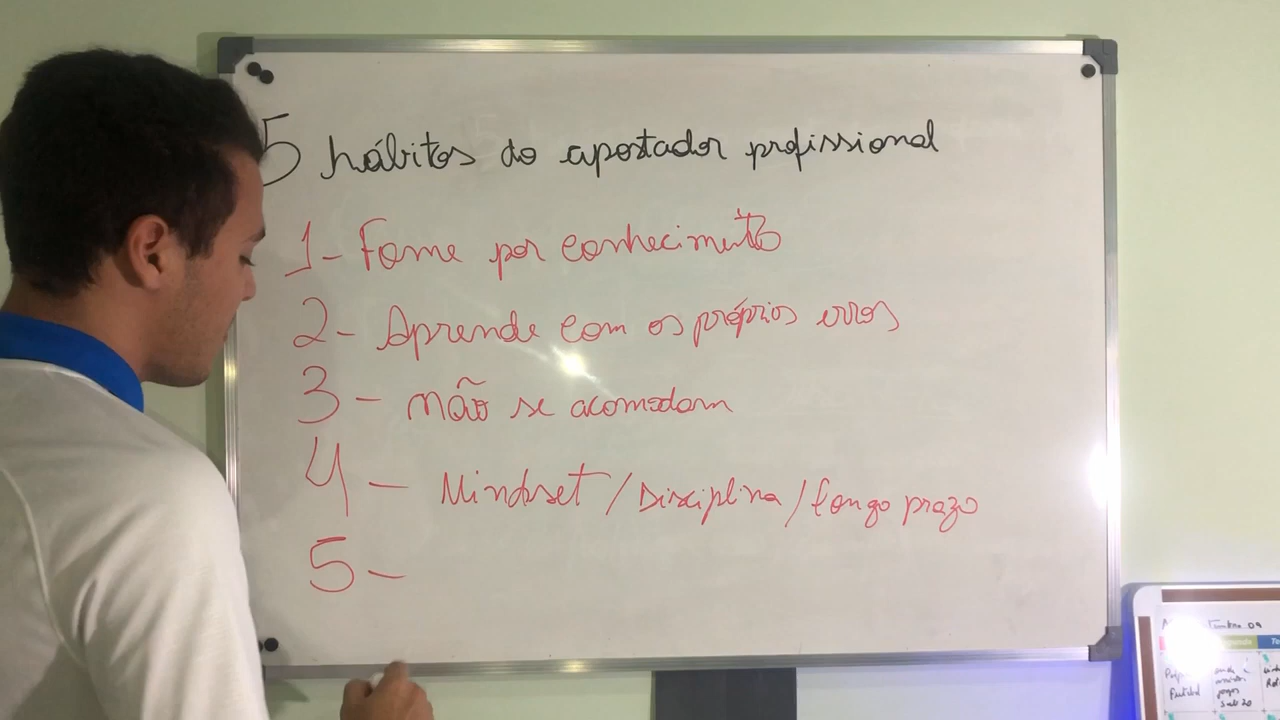 5 hábitos do apostador profissional
1- Fome por conhecimento
2- Aprende com os próprios erros
3- não se acomodam
4- Mindset / Disciplina / longo prazo
5-